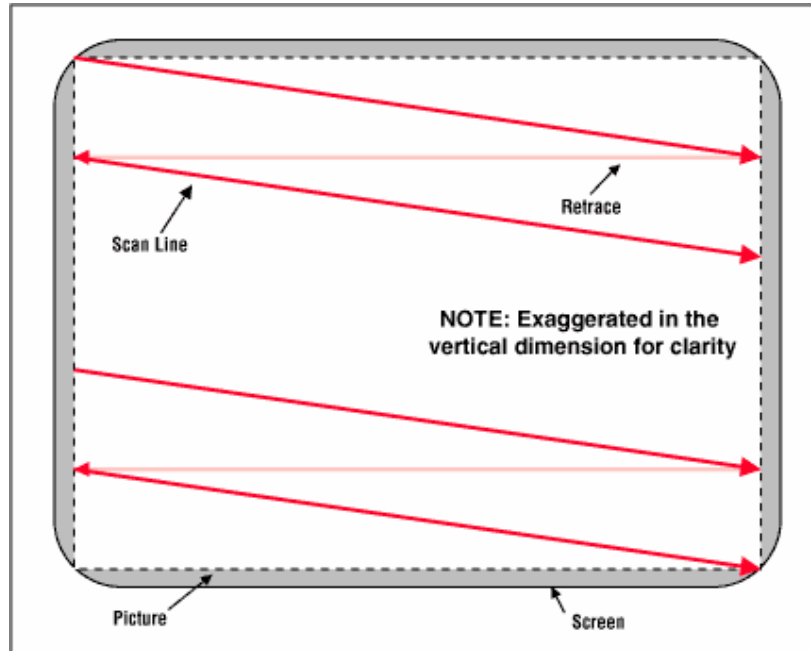 Retrace
Scan Line
NOTE: Exaggerated in the
vertical dimension for clarity
Picture
Screen